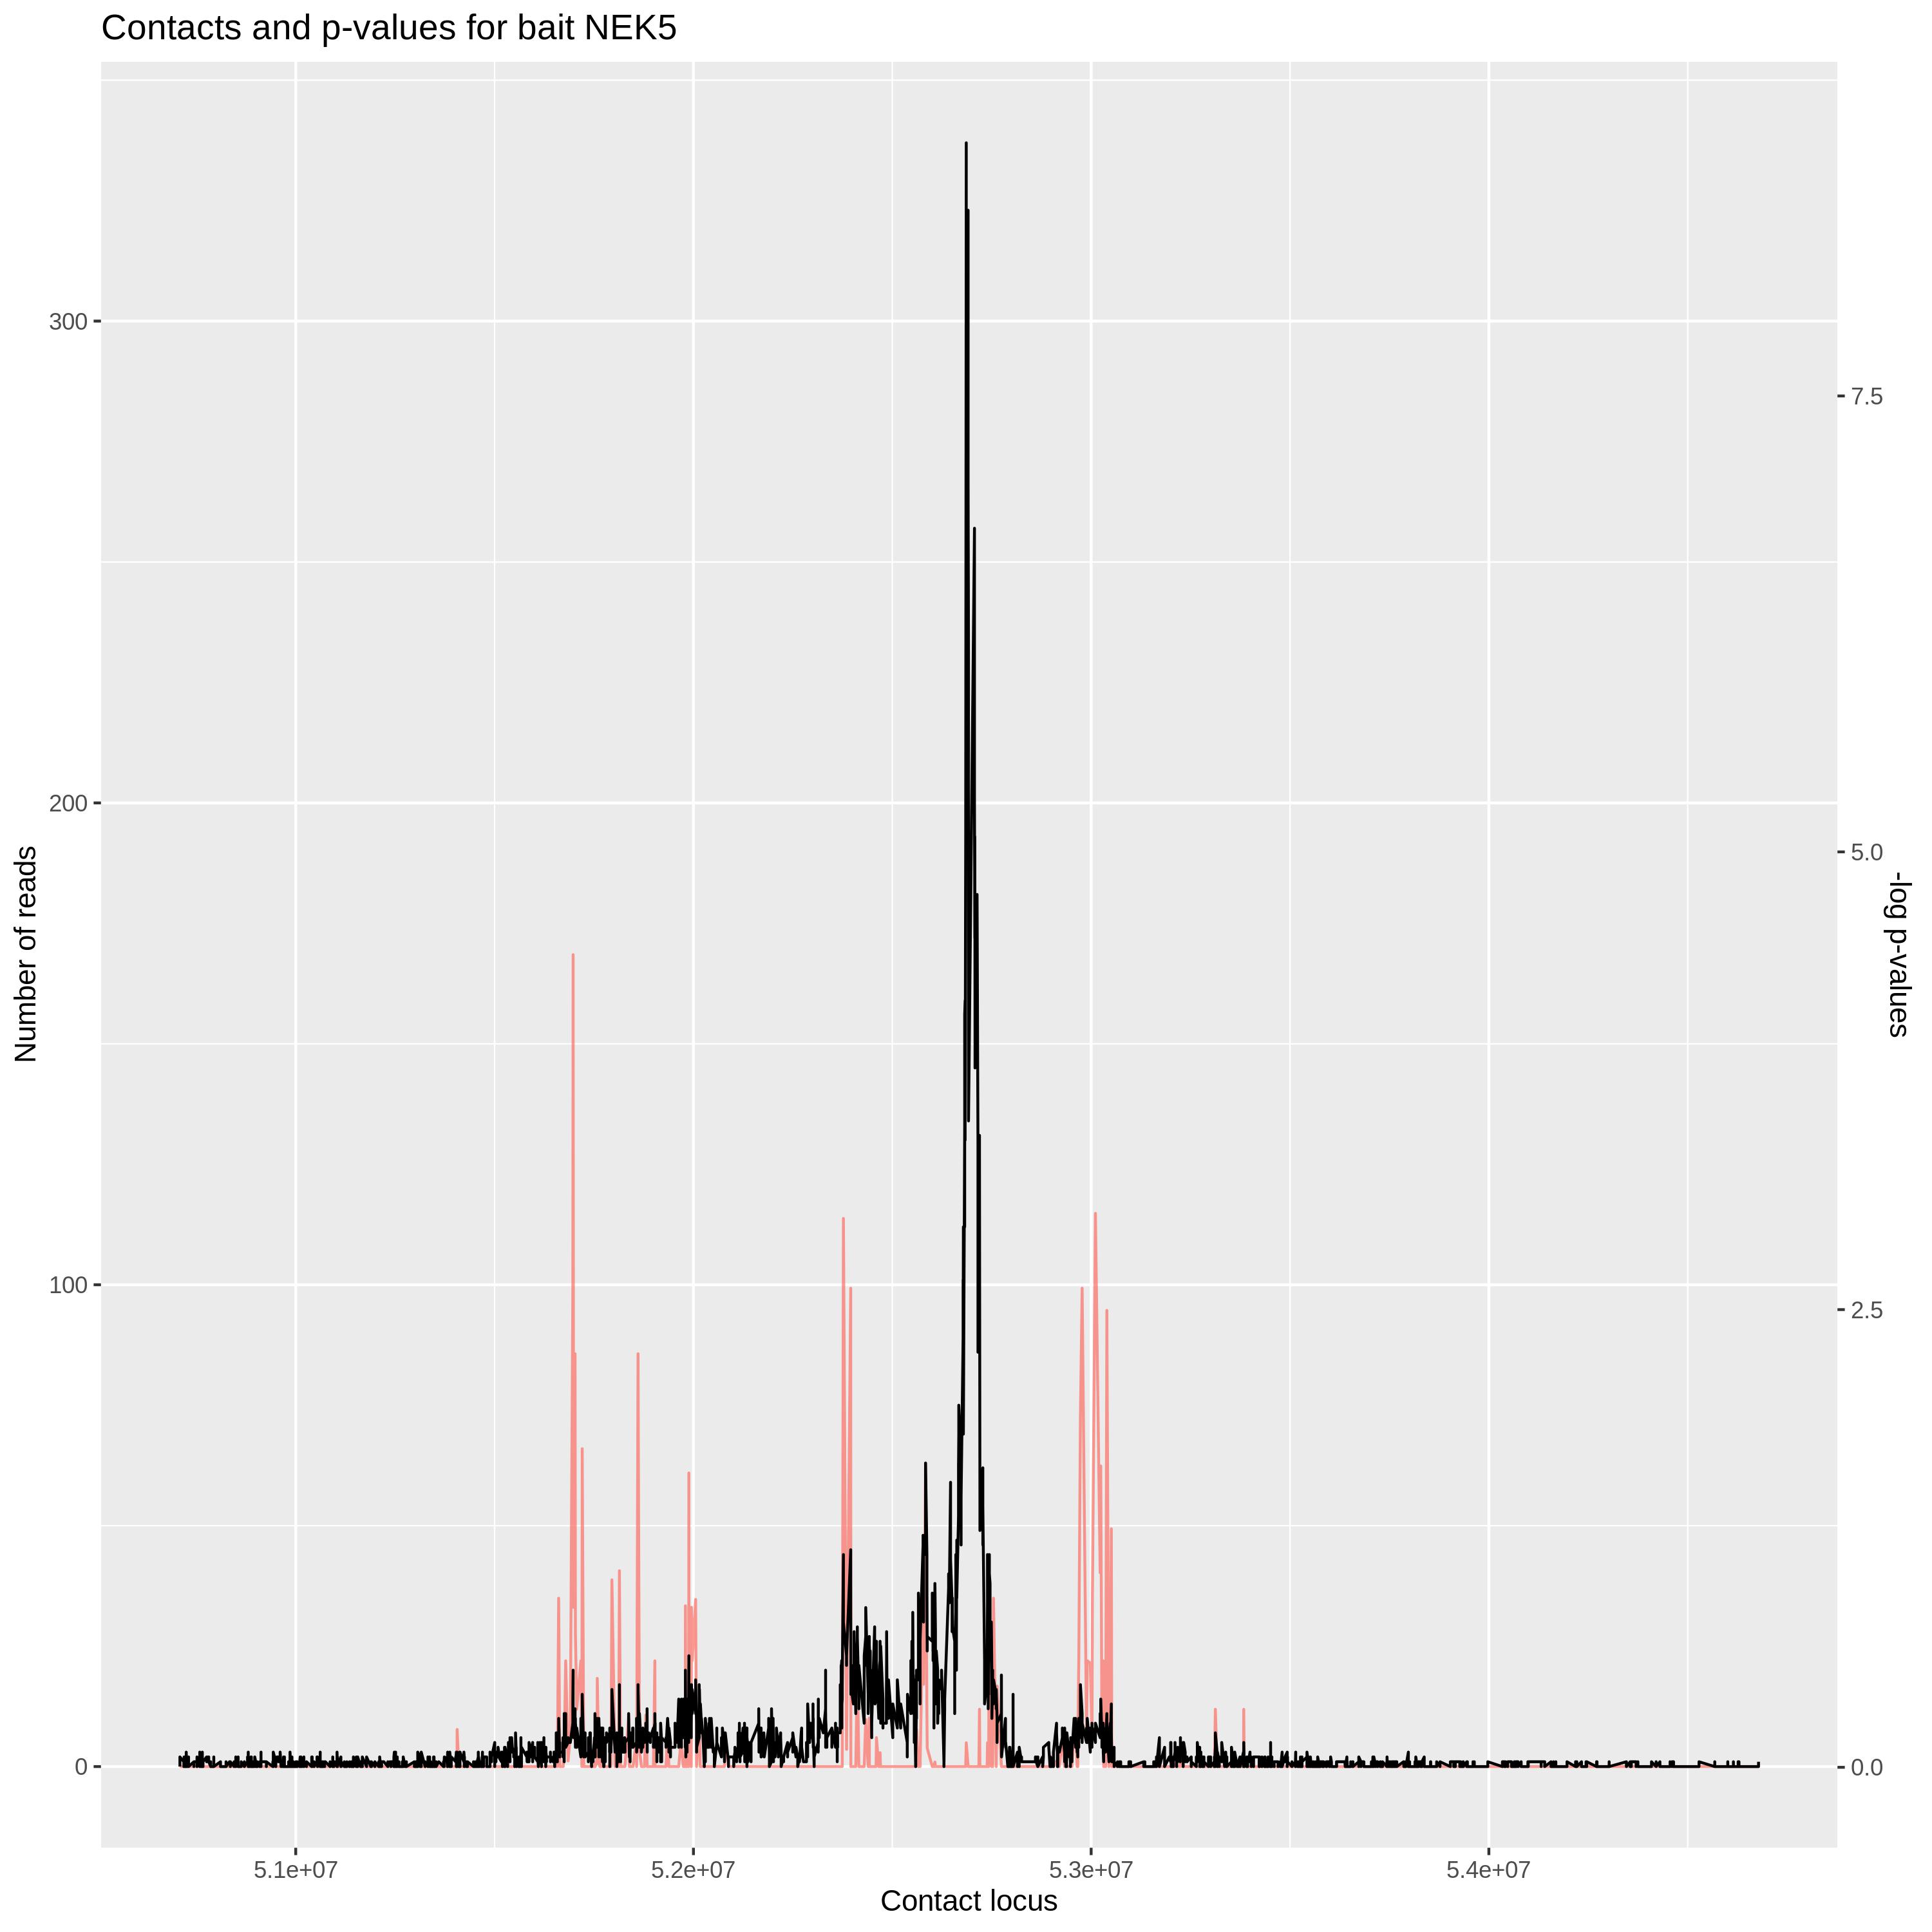 Contacts and p-values for bait NEK5
Number of reads
300
200
100
0
7.5
5.0
2.5
0.0
-log p-values
5.1e+07
5.2e+07
5.3e+07
5.4e+07
Contact locus